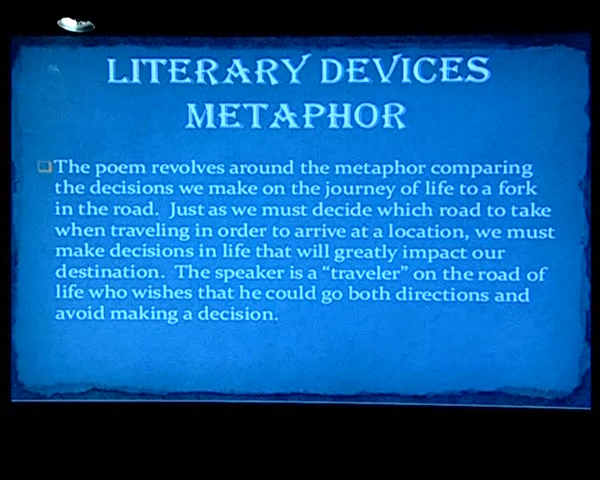 LITERARY DEVICES
METAPHOR
The poem revolves around the metaphor comparing
the decisions we make on the journey of life to a fork
in the road.  Just as we must decide which road to take
when traveling in order to arrive at a location, we must
make decisions in life that will greatly impact our
destination.  The speaker is a “traveler” on the road of
life who wishes that he could go both directions and
avoid making a decision.